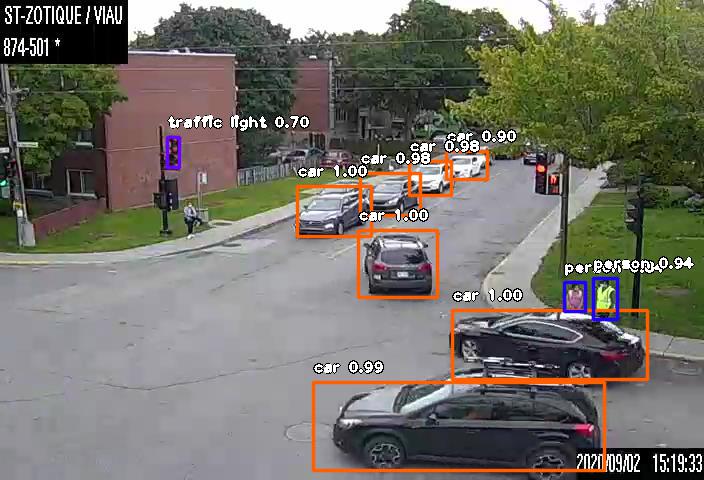 ST-ZOTIQUE / VIAU
874-501 *
traffic light 0.70
car 0.90
car 0.98
car 0.98
car 1.00
car 1.00
person 0.94
car 1.00
car 0.99
2020/09/02 15:19:33